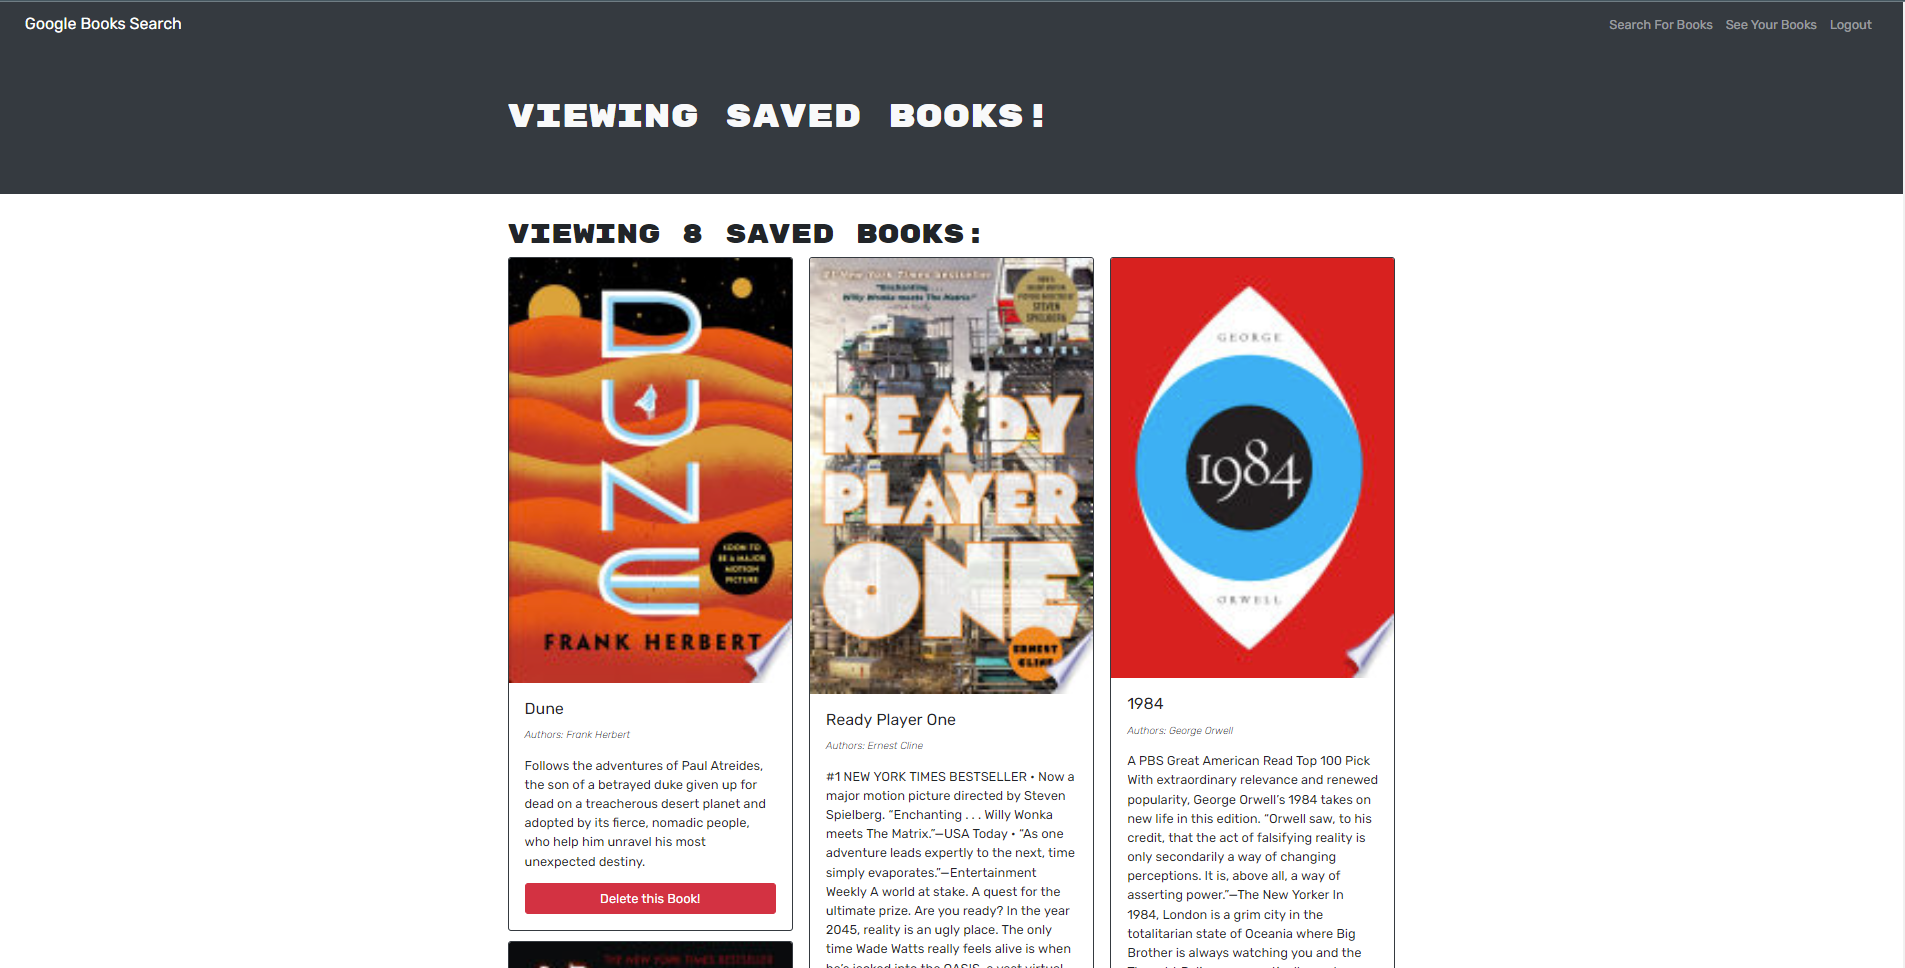 Google Books Search
Search For Books See Your Books Logout
VIEWING SAVED BOOKS!
VIEWING 8 SAVED BOOKS:
DUNE
SOON TO
BE A MAJOR
MOTION
PICTURE
FRANK HERBERT
Dune
Authors: Frank Herbert
Follows the adventures of Paul Atreides,
the son of a betrayed duke given up for
dead on a treacherous desert planet and
adopted by its fierce, nomadic people,
who help him unravel his most
unexpected destiny.
Delete this Book!
THE NEW YORK TIMES BESTSELLER
#1 New York Times bestseller
"Enchanting . . .
Willy Wonka meets The Matrix."
STEVEN
SPIELBERG
A NOVEL
READY
PLAYER
ONE
ERNEST
CLINE
Ready Player One
Authors: Ernest Cline
#1 NEW YORK TIMES BESTSELLER • Now a
major motion picture directed by Steven
Spielberg. “Enchanting . . . Willy Wonka
meets The Matrix.”—USA Today • “As one
adventure leads expertly to the next, time
simply evaporates.”—Entertainment
Weekly A world at stake. A quest for the
ultimate prize. Are you ready? In the year
2045, reality is an ugly place. The only
time Wade Watts really feels alive is when
he's jacked into the OASIS, a vast virtual
GEORGE
1984
ORWELL
1984
Authors: George Orwell
A PBS Great American Read Top 100 Pick
With extraordinary relevance and renewed
popularity, George Orwell’s 1984 takes on
new life in this edition. “Orwell saw, to his
credit, that the act of falsifying reality is
only secondarily a way of changing
perceptions. It is, above all, a way of
asserting power.”—The New Yorker In
1984, London is a grim city in the
totalitarian state of Oceania where Big
Brother is always watching you and the